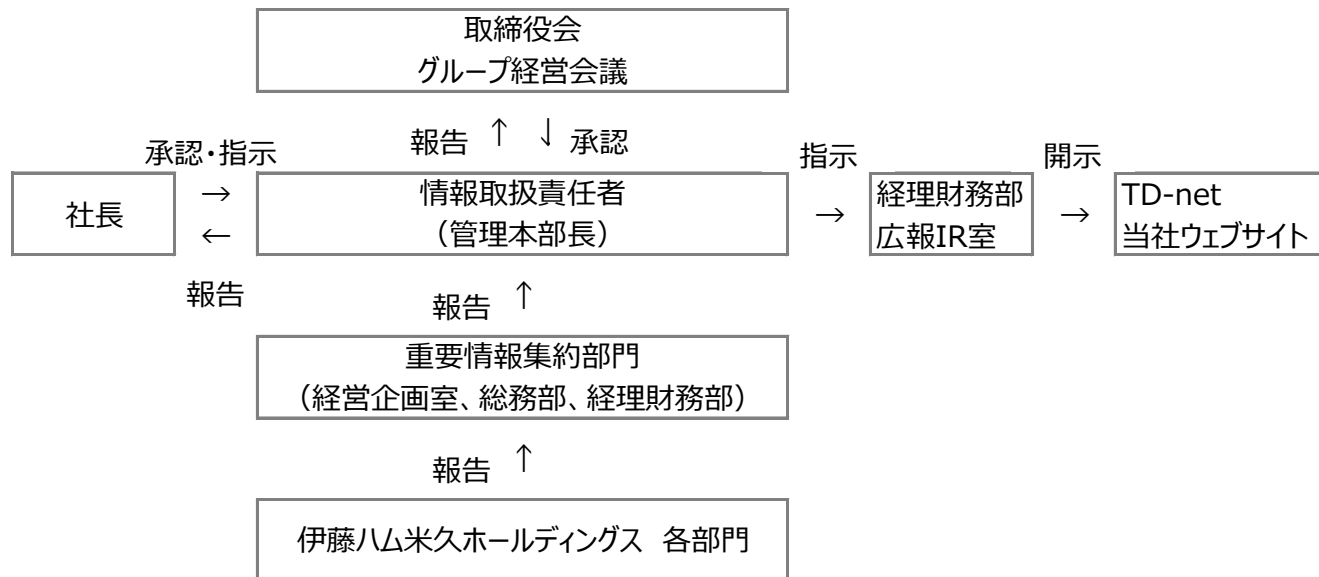 取締役会
グループ経営会議
報告 ↑ ↓ 承認
承認・指示
指示
開示
社長
→
←
情報取扱責任者
（管理本部長）
→
経理財務部
広報IR室
→
TD-net
当社ウェブサイト
報告
報告 ↑
重要情報集約部門
（経営企画室、総務部、経理財務部）
報告 ↑
伊藤ハム米久ホールディングス 各部門